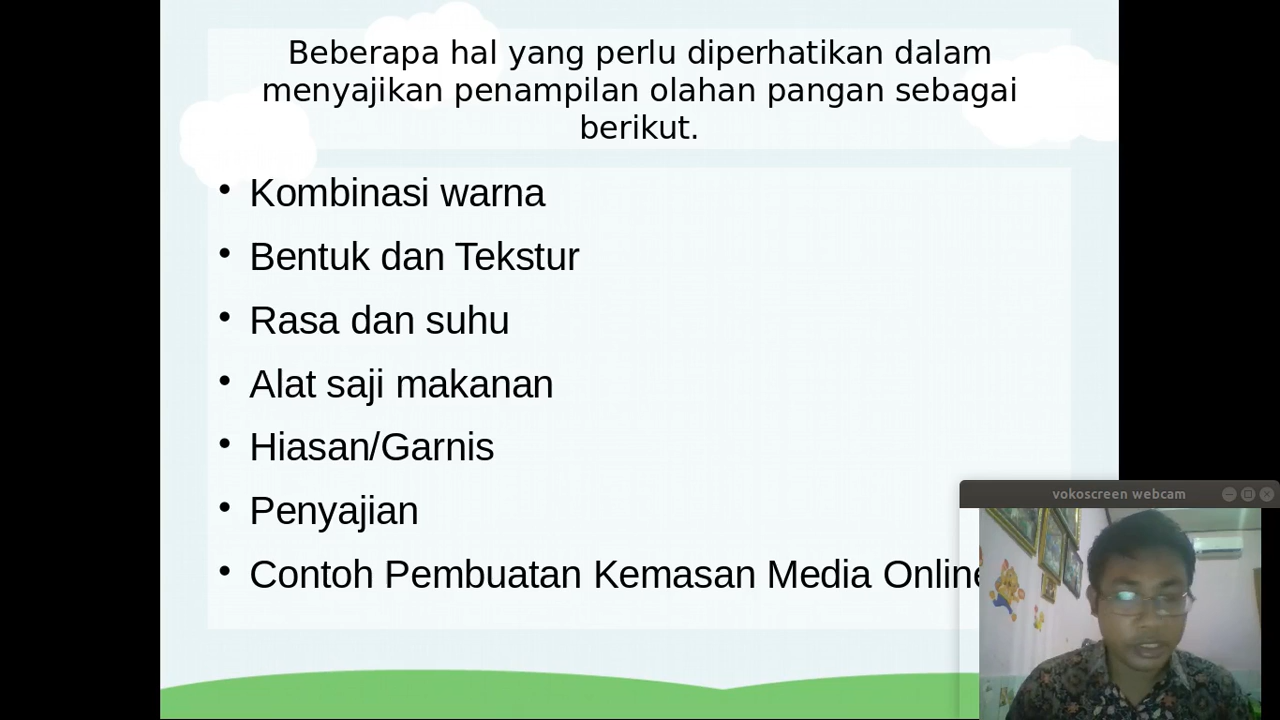 Beberapa hal yang perlu diperhatikan dalam
menyajikan penampilan olahan pangan sebagai
berikut.
• Kombinasi warna
• Bentuk dan Tekstur
• Rasa dan suhu
• Alat saji makanan
• Hiasan/Garnis
• Penyajian
• Contoh Pembuatan Kemasan Media Online
vokoscreen webcam